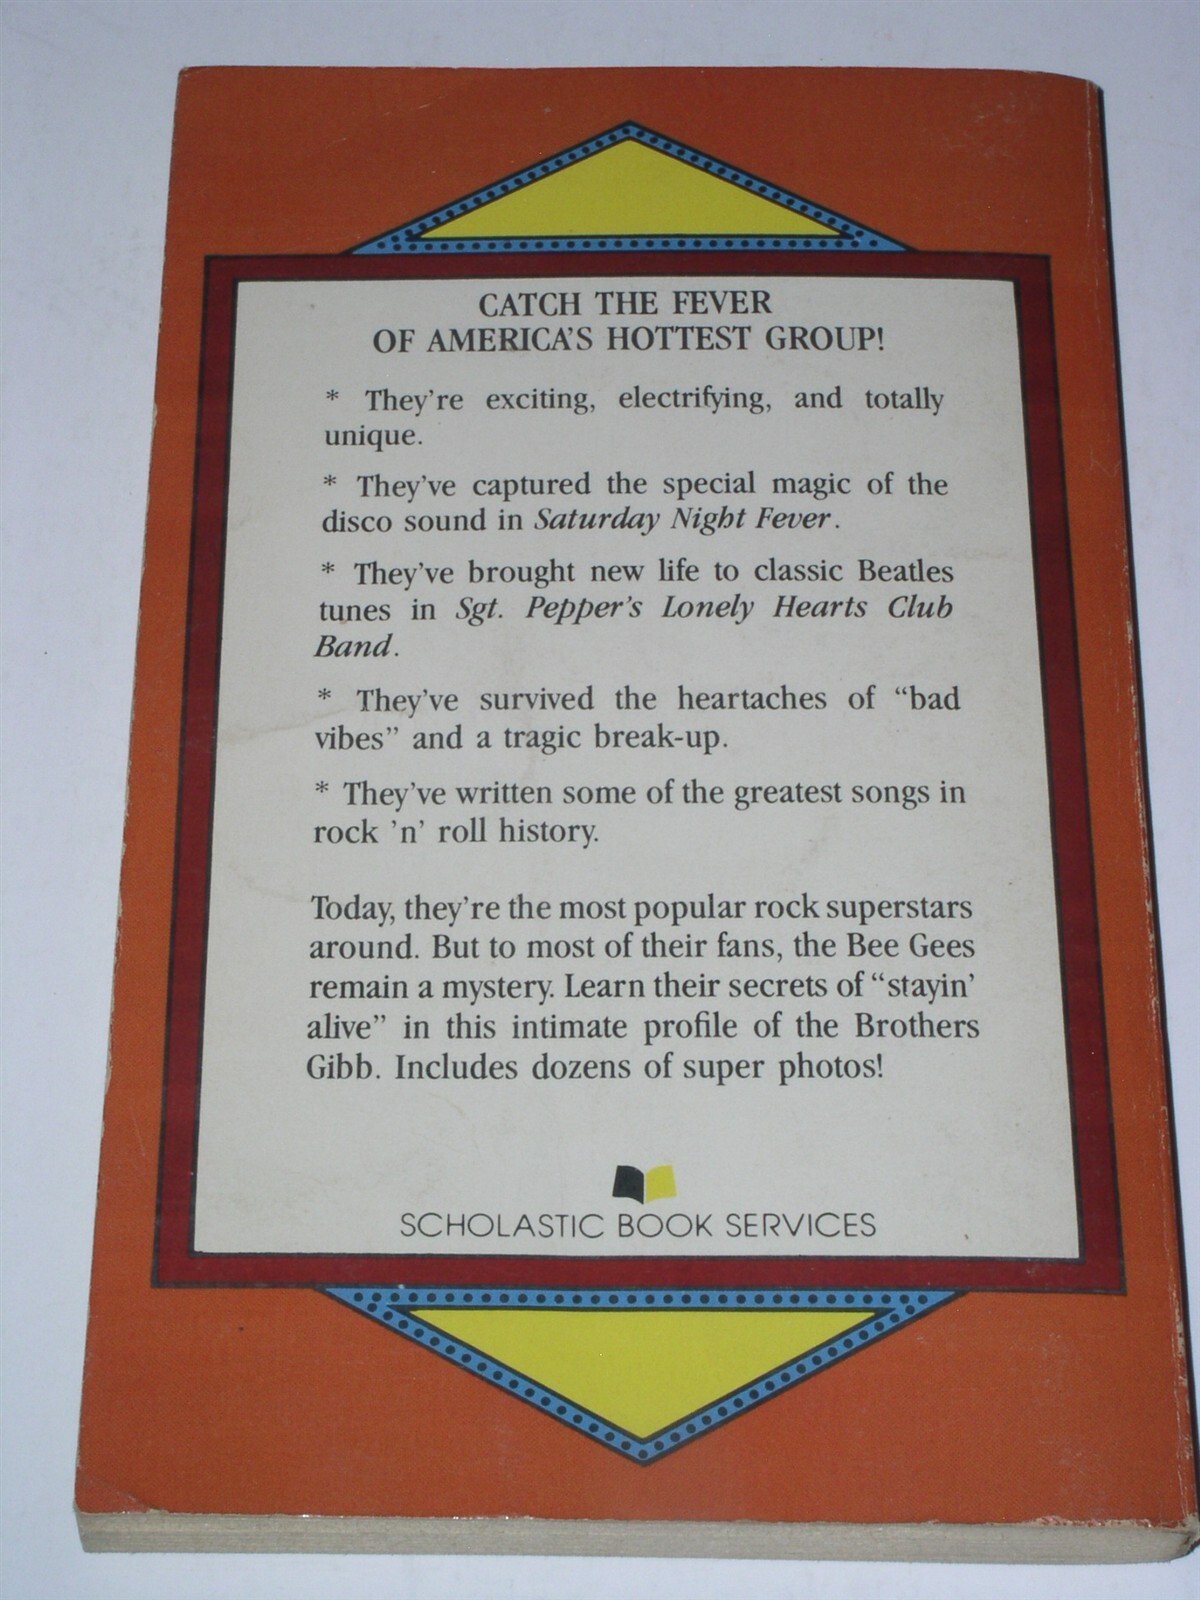 CATCH THE FEVER
OF AMERICA'S HOTTEST GROUP!
* They're exciting, electrifying, and totally
unique.
* They've captured the special magic of the
disco sound in Saturday Night Fever.
* They've brought new life to classic Beatles
tunes in Sgt. Pepper's Lonely Hearts Club
Band.
* They've survived the heartaches of “bad
vibes” and a tragic break-up.
* They've written some of the greatest songs in
rock 'n' roll history.
Today, they're the most popular rock superstars
around. But to most of their fans, the Bee Gees
remain a mystery. Learn their secrets of “stayin'
alive” in this intimate profile of the Brothers
Gibb. Includes dozens of super photos!
SCHOLASTIC BOOK SERVICES